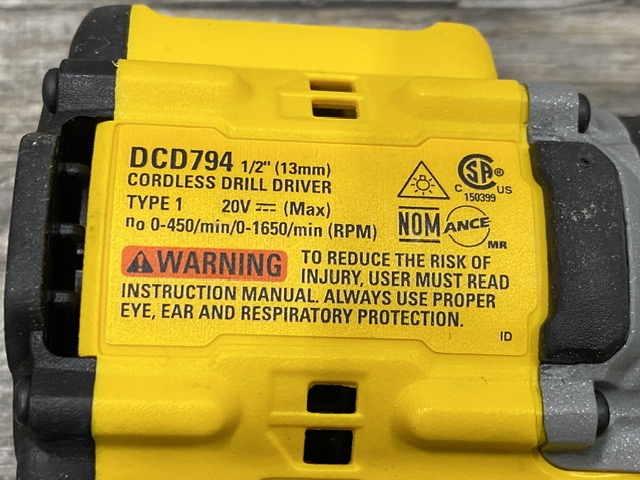 DCD794 1/2" (13mm)
CORDLESS DRILL DRIVER
TYPE 1 20V ⎓ (Max)
n₀ 0-450/min/0-1650/min (RPM)
SA ®
C US
150399
NOM ANCE
MR
⚠WARNING TO REDUCE THE RISK OF
INJURY, USER MUST READ
INSTRUCTION MANUAL. ALWAYS USE PROPER
EYE, EAR AND RESPIRATORY PROTECTION.
ID